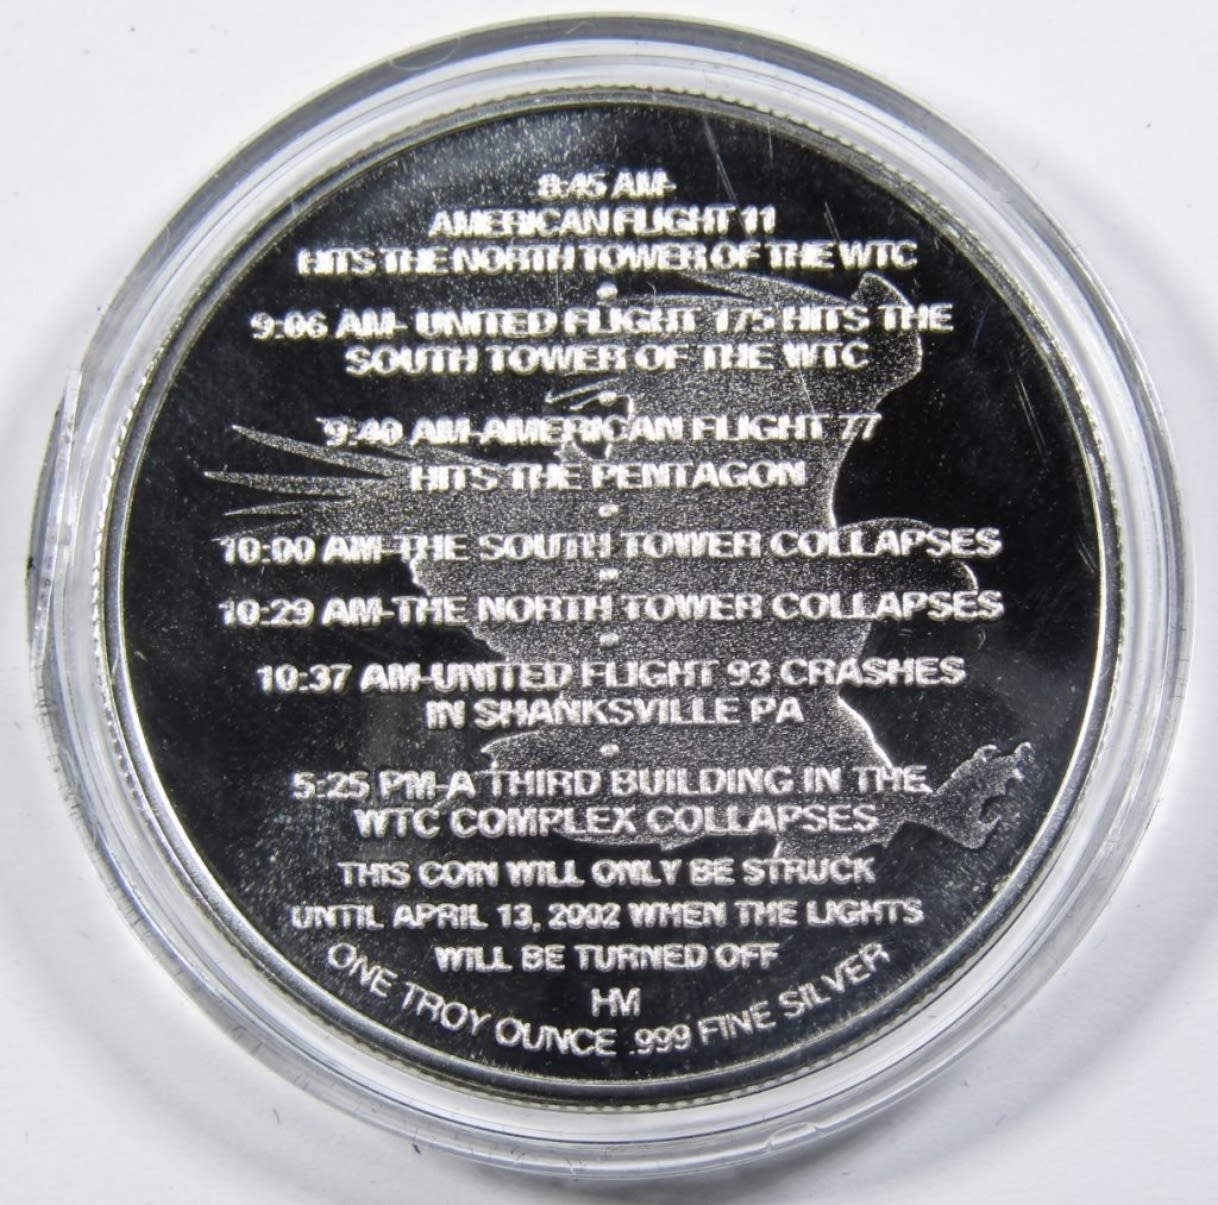 8:45 AM-
AMERICAN FLIGHT 11
HITS THE NORTH TOWER OF THE WTC
9:06 AM- UNITED FLIGHT 175 HITS THE
SOUTH TOWER OF THE WTC
9:40 AM-AMERICAN FLIGHT 77
HITS THE PENTAGON
10:00 AM-THE SOUTH TOWER COLLAPSES
10:29 AM-THE NORTH TOWER COLLAPSES
10:37 AM-UNITED FLIGHT 93 CRASHES
IN SHANKSVILLE PA
5:25 PM-A THIRD BUILDING IN THE
WTC COMPLEX COLLAPSES
THIS COIN WILL ONLY BE STRUCK
UNTIL APRIL 13, 2002 WHEN THE LIGHTS
WILL BE TURNED OFF
HM
ONE TROY OUNCE .999 FINE SILVER